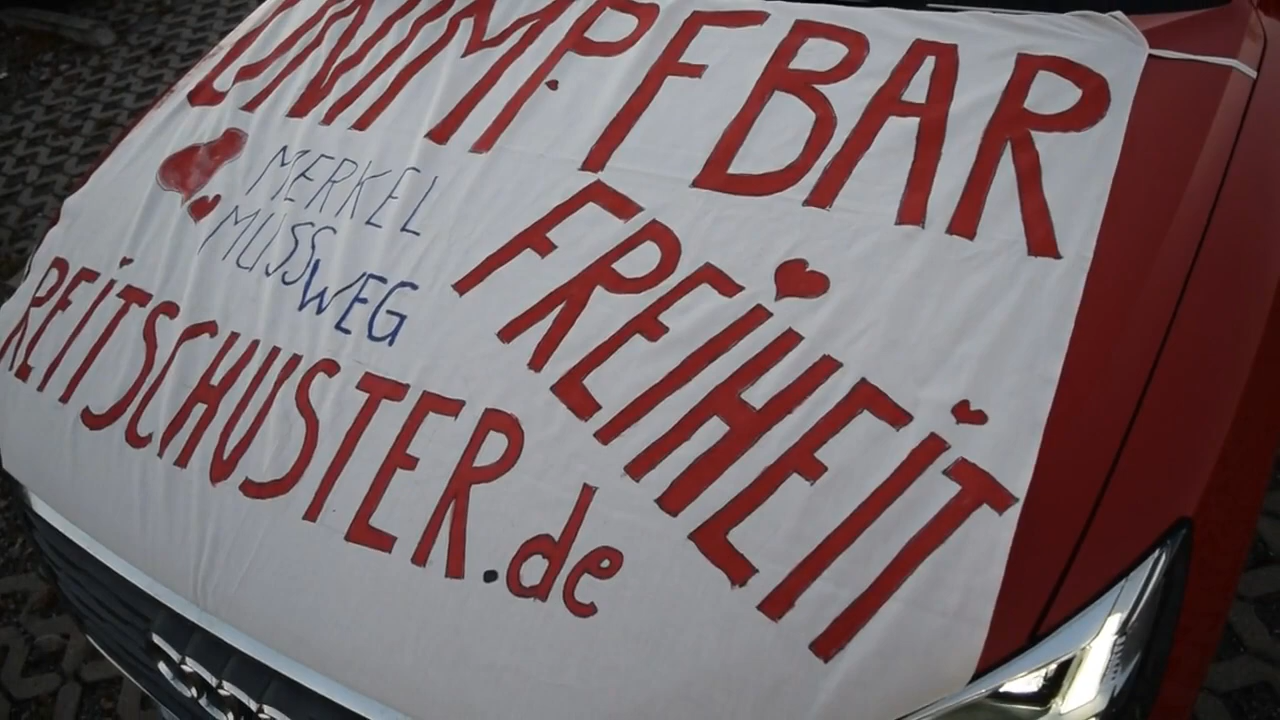 UNIMPFBAR
MERKEL
MUSS WEG
FREIHEIT
REITSCHUSTER.de